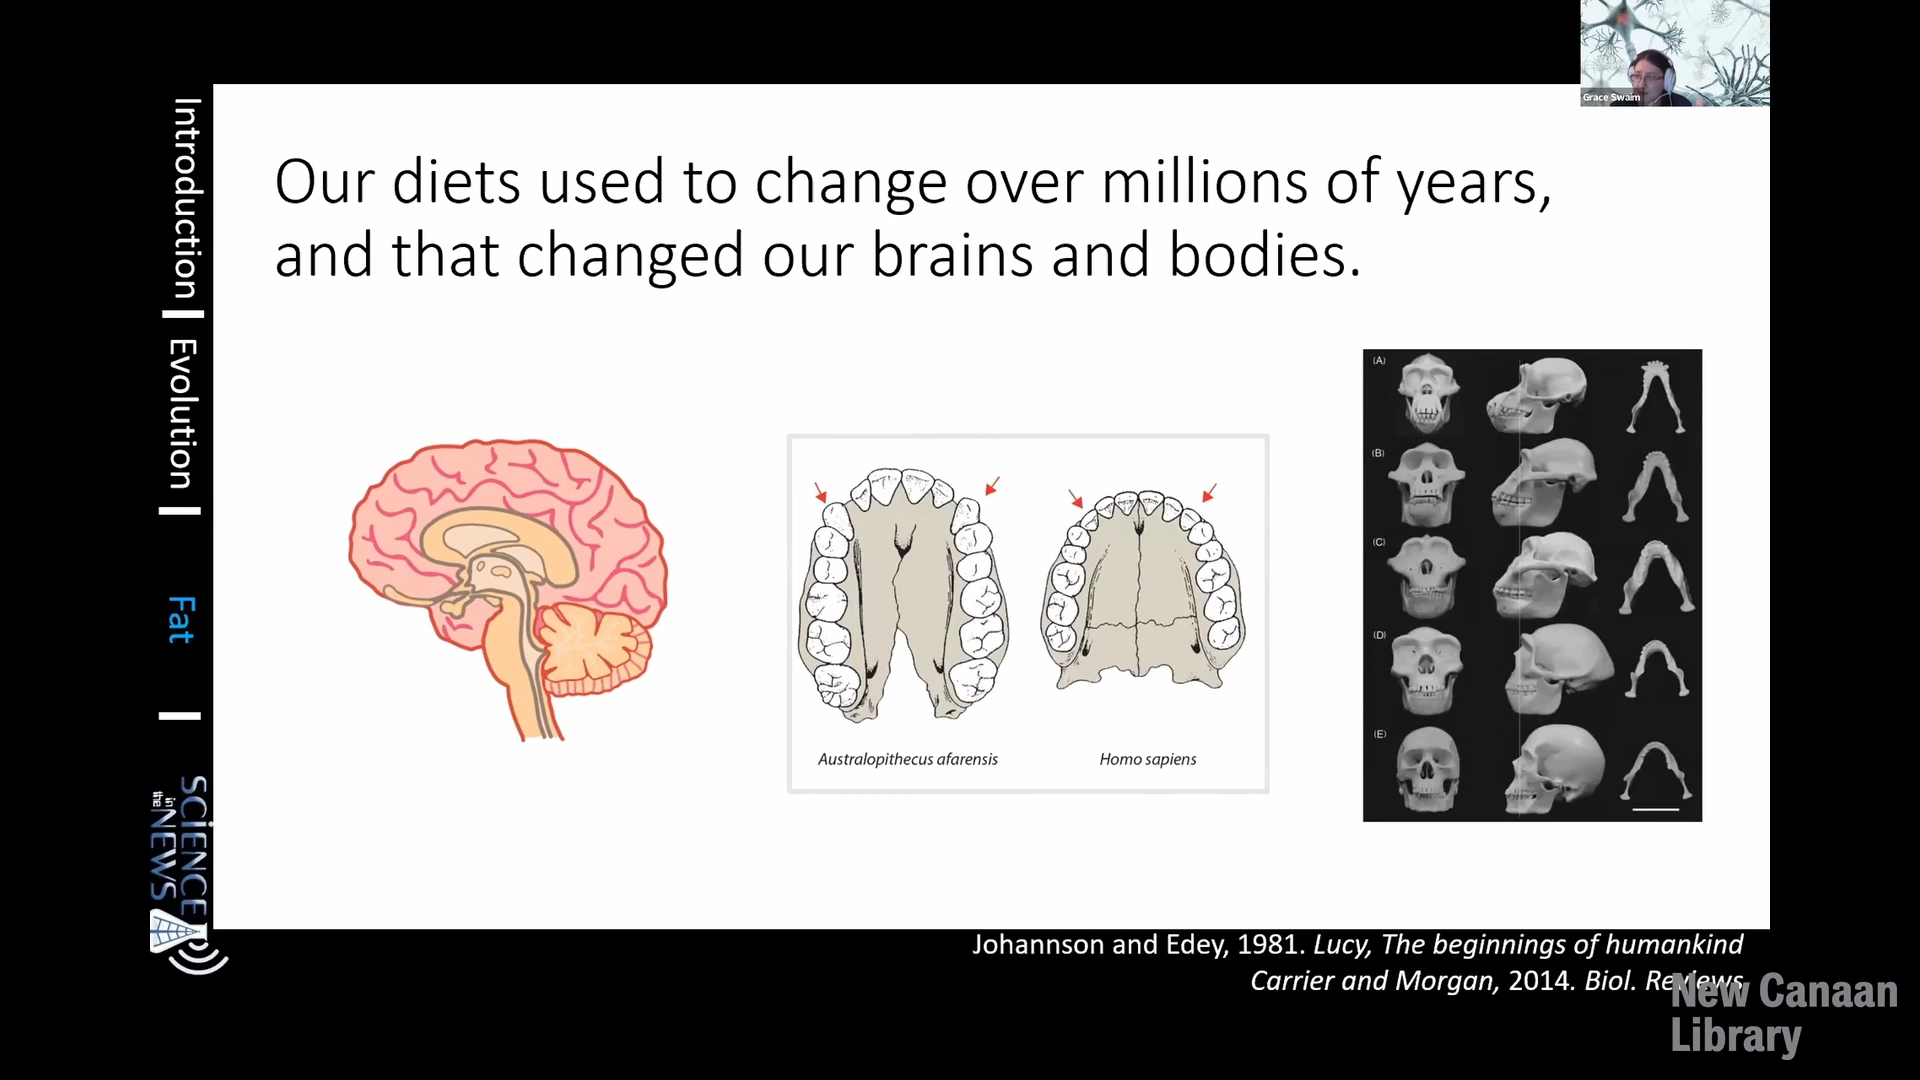 Grace Swaim
Introduction
Evolution
Fat
SCIENCE
in
the
NEWS
Our diets used to change over millions of years,
and that changed our brains and bodies.
Australopithecus afarensis
Homo sapiens
(A)
(B)
(C)
(D)
(E)
Johannson and Edey, 1981. Lucy, The beginnings of humankind
Carrier and Morgan, 2014. Biol. Reviews
New Canaan
Library